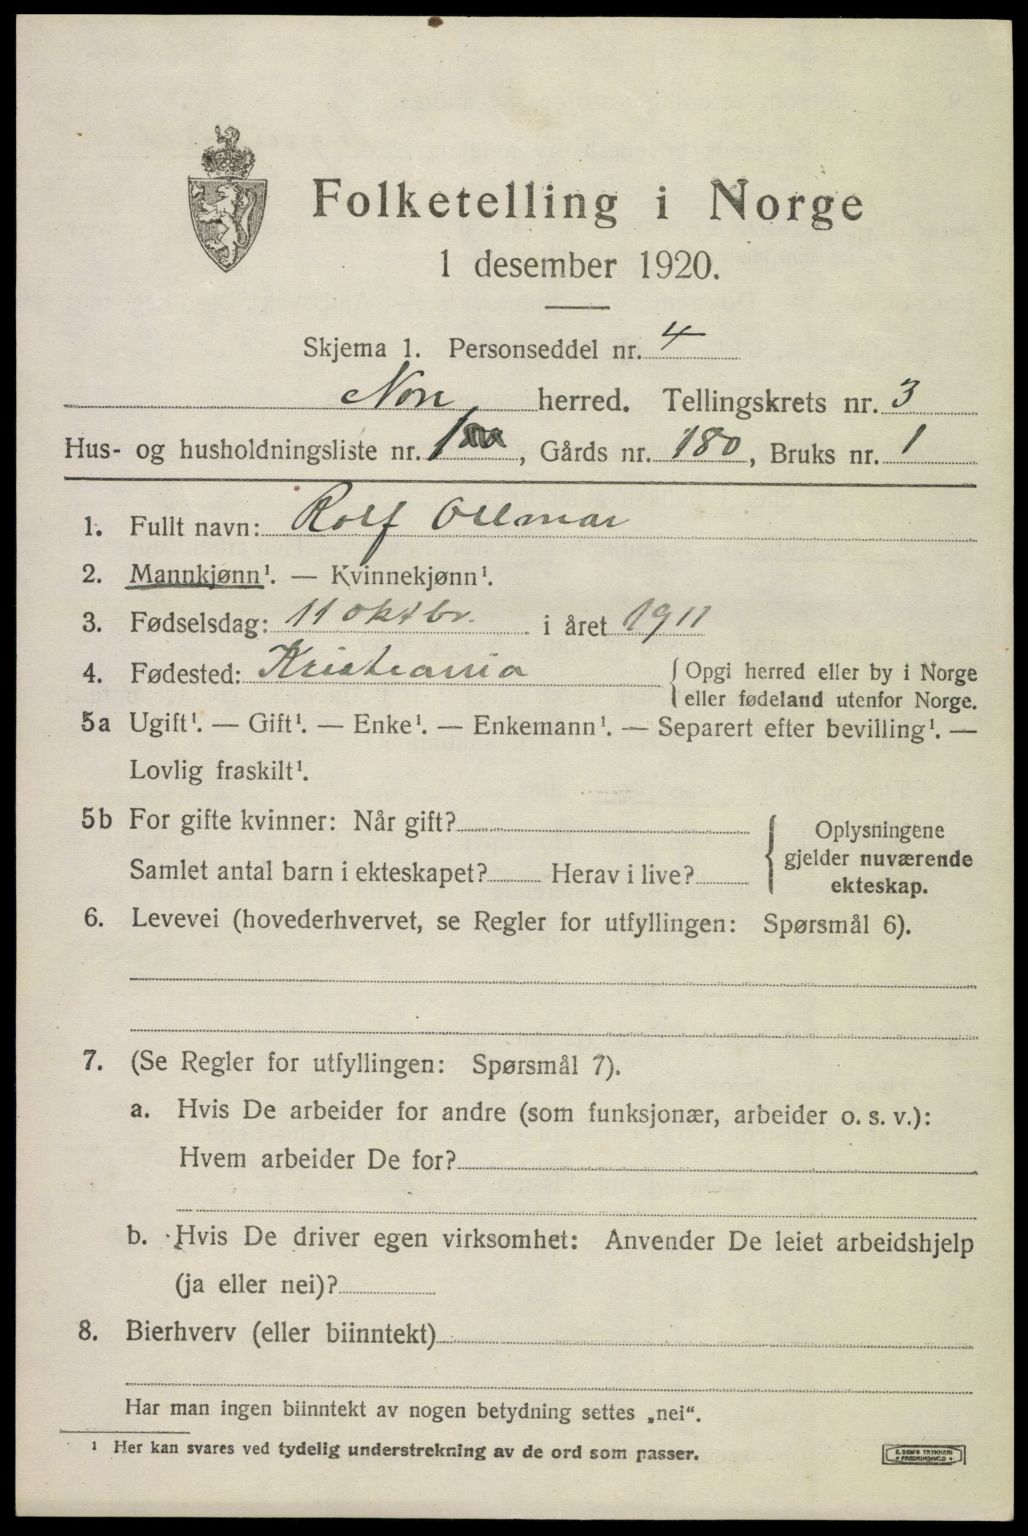 Folketelling i Norge
1 desember 1920.
Skjema 1. Personseddel nr. 4
Nore herred. Tellingskrets nr. 3
Hus- og husholdningsliste nr. 1, Gårds nr. 180, Bruks nr. 1
1. Fullt navn: Rolf Ollmar
2. Mannkjønn¹. — Kvinnekjønn¹.
3. Fødselsdag: 11 oktbr. i året 1911
4. Fødested: Kristiania { Opgi herred eller by i Norge
eller fødeland utenfor Norge.
5a Ugift¹. — Gift¹. — Enke¹. — Enkemann¹. — Separert efter bevilling¹. —
Lovlig fraskilt¹.
5b For gifte kvinner: Når gift?
Samlet antal barn i ekteskapet? Herav i live?
Oplysningene
gjelder nuværende
ekteskap.
6. Levevei (hovederhvervet, se Regler for utfyllingen: Spørsmål 6).
7. (Se Regler for utfyllingen: Spørsmål 7).
a. Hvis De arbeider for andre (som funksjonær, arbeider o. s. v.):
Hvem arbeider De for?
b. Hvis De driver egen virksomhet: Anvender De leiet arbeidshjelp
(ja eller nei)?
8. Bierhverv (eller biinntekt)
Har man ingen biinntekt av nogen betydning settes „nei“.
¹ Her kan svares ved tydelig understrekning av de ord som passer.
E. SEM'S TRYKKERI
FREDRIKSHALD